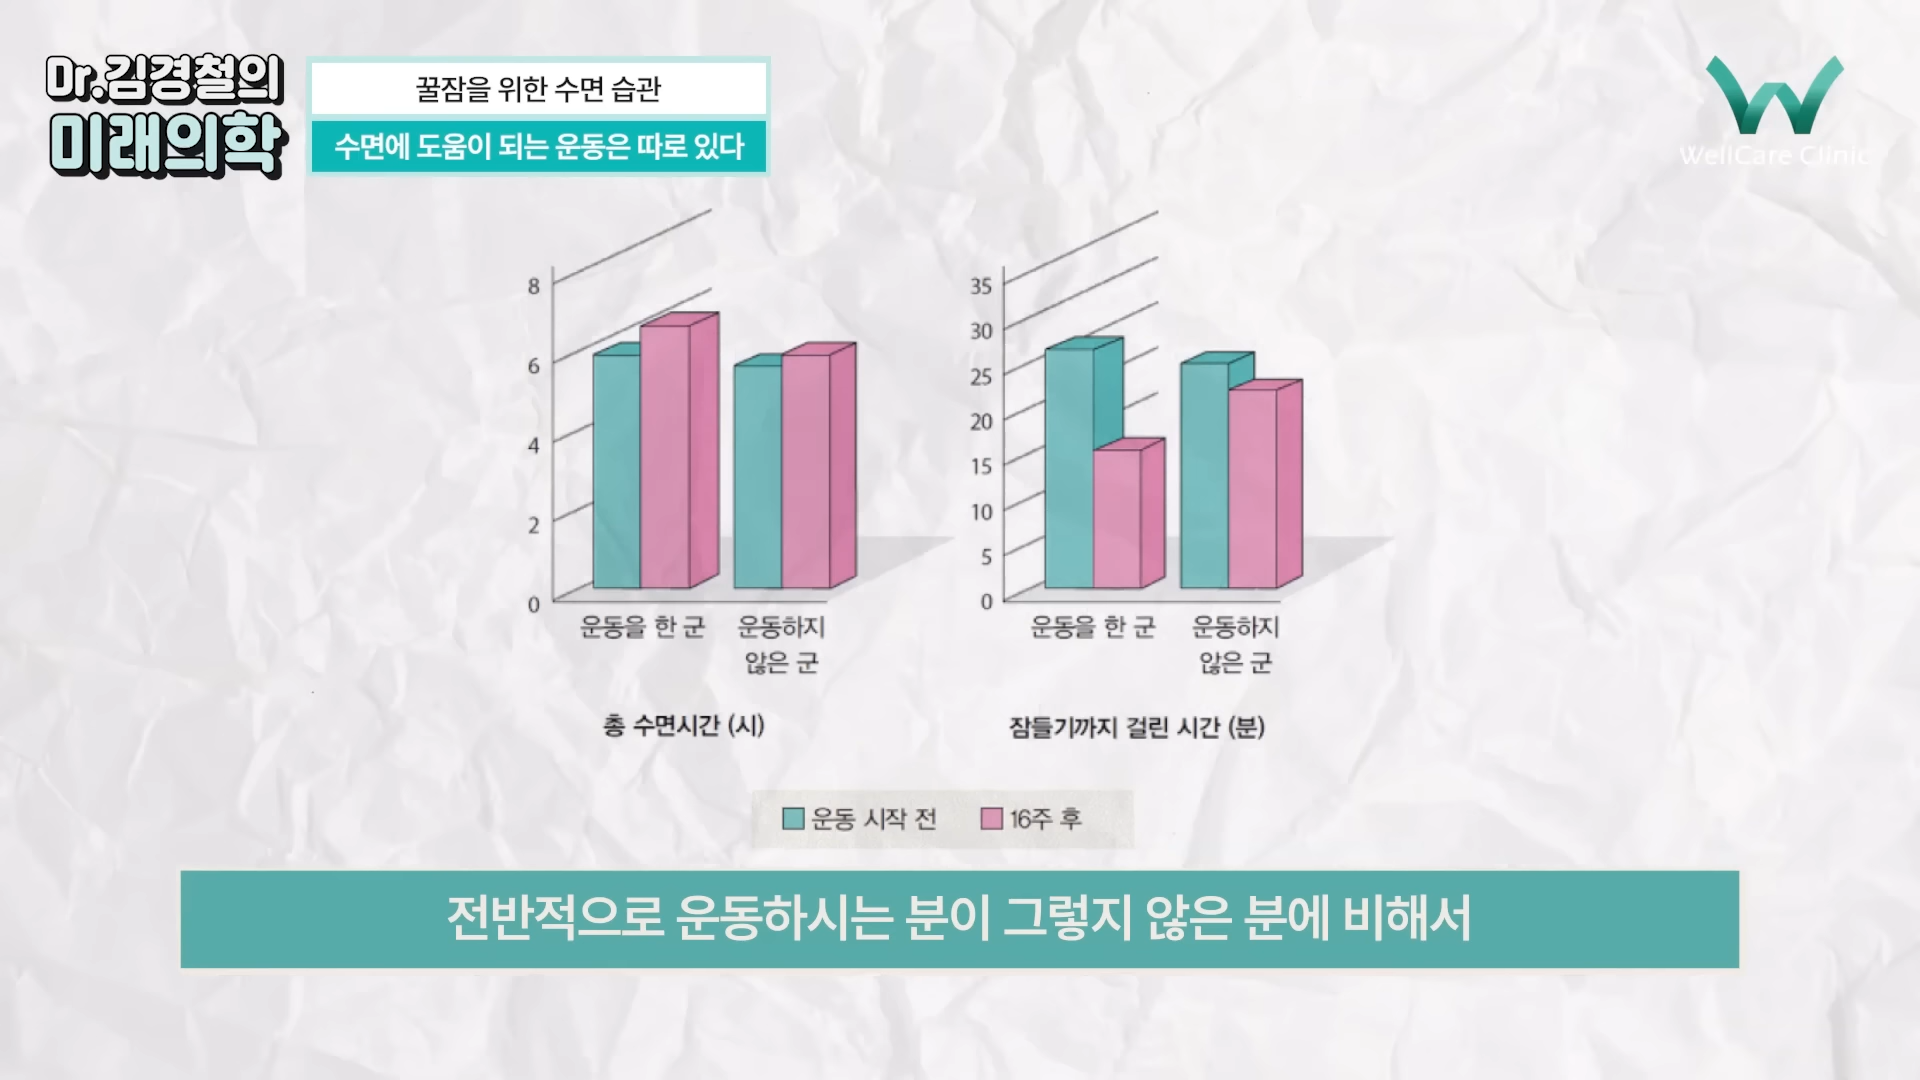 Dr.김경철의
미래의학
꿀잠을 위한 수면 습관
수면에 도움이 되는 운동은 따로 있다
WellCare Clinic
8
6
4
2
0
운동을 한 군
운동하지
않은 군
총 수면시간 (시)
35
30
25
20
15
10
5
0
운동을 한 군
운동하지
않은 군
잠들기까지 걸린 시간 (분)
운동 시작 전
16주 후
전반적으로 운동하시는 분이 그렇지 않은 분에 비해서